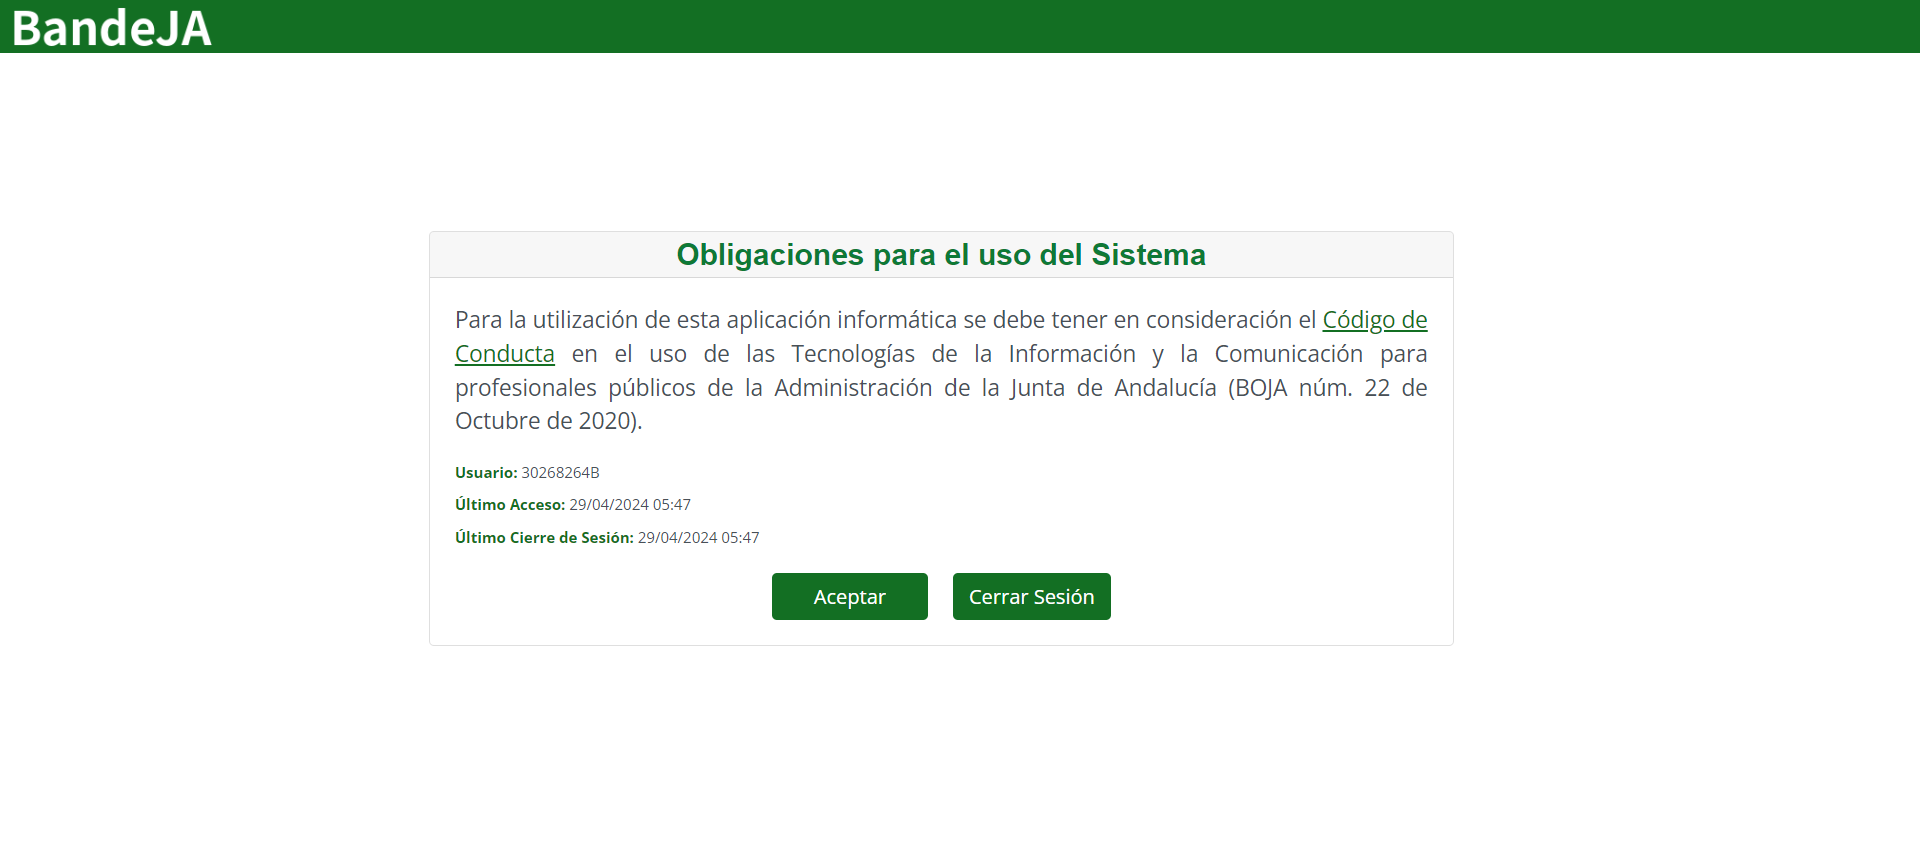 BandeJA
Obligaciones para el uso del Sistema
Para la utilización de esta aplicación informática se debe tener en consideración el Código de
Conducta en el uso de las Tecnologías de la Información y la Comunicación para
profesionales públicos de la Administración de la Junta de Andalucía (BOJA núm. 22 de
Octubre de 2020).
Usuario: 30268264B
Último Acceso: 29/04/2024 05:47
Último Cierre de Sesión: 29/04/2024 05:47
Aceptar Cerrar Sesión